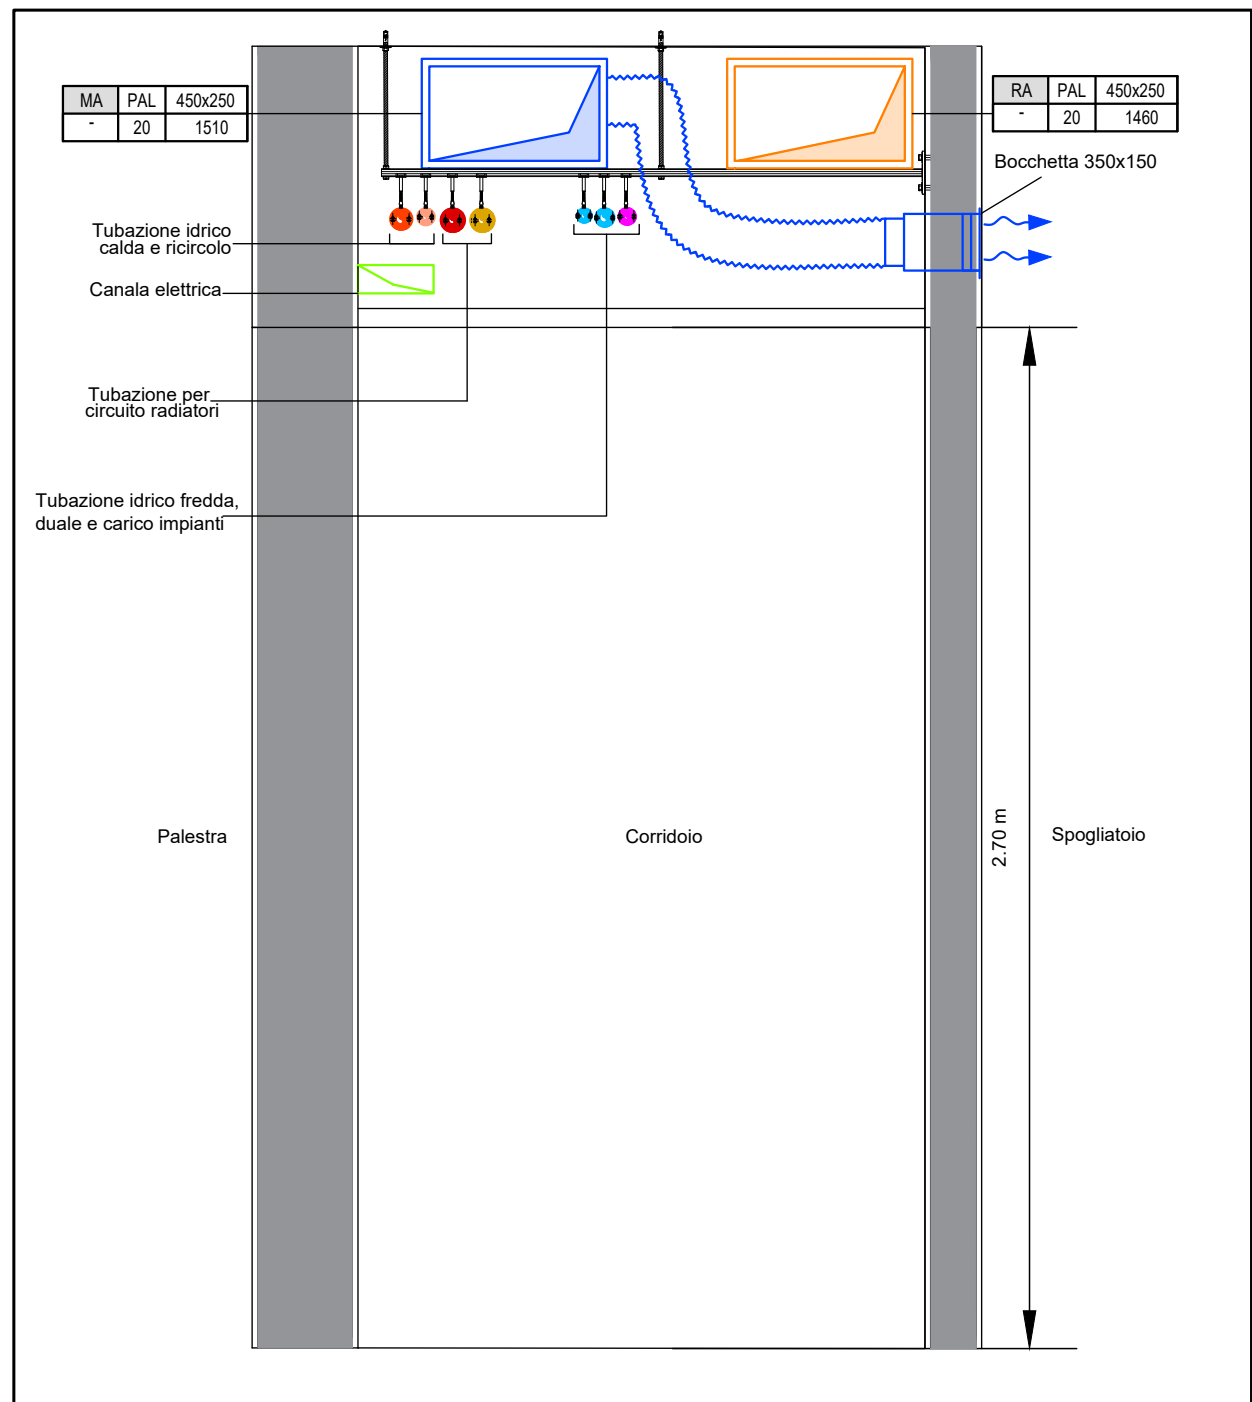 MA PAL 450x250
- 20 1510
RA PAL 450x250
- 20 1460
Bocchetta 350x150
Tubazione idrico
calda e ricircolo
Canala elettrica
Tubazione per
circuito radiatori
Tubazione idrico fredda,
duale e carico impianti
Palestra
Corridoio
2.70 m
Spogliatoio